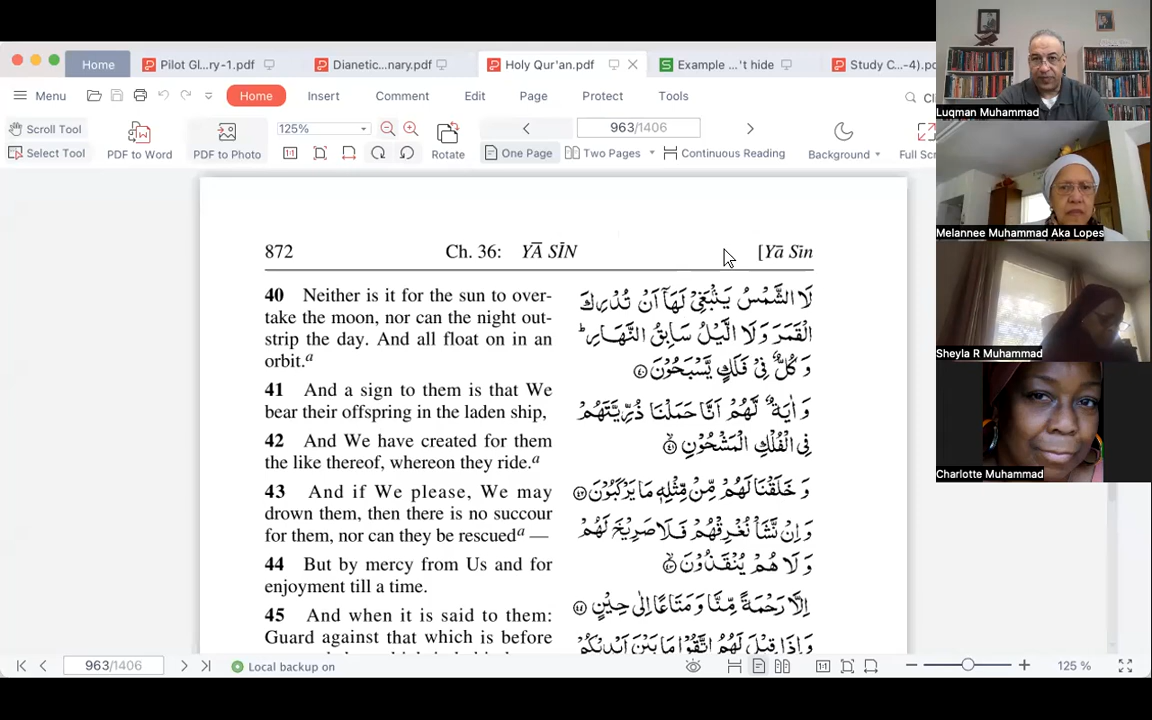 Home
Pilot Gl...ry-1.pdf
Dianetic...nary.pdf
Holy Qur'an.pdf
Example ...'t hide
Study C...-4).pd
Menu
Home
Insert
Comment
Edit
Page
Protect
Tools
Scroll Tool
Select Tool
PDF to Word
PDF to Photo
125%
Rotate
963/1406
One Page
Two Pages
Continuous Reading
Background
Full Scr
872 Ch. 36: YĀ SĪN [Yā Sīn
40 Neither is it for the sun to over-
take the moon, nor can the night out-
strip the day. And all float on in an
orbit.ᵃ
41 And a sign to them is that We
bear their offspring in the laden ship,
42 And We have created for them
the like thereof, whereon they ride.ᵃ
43 And if We please, We may
drown them, then there is no succour
for them, nor can they be rescuedᵃ —
44 But by mercy from Us and for
enjoyment till a time.
45 And when it is said to them:
Guard against that which is before
لَا الشَّمْسُ يَنْۢبَغِيْ لَهَاۤ اَنْ تُدْرِكَ
الْقَمَرَ وَ لَا الَّيْلُ سَابِقُ النَّهَارِ ؕ
وَ كُلٌّ فِيْ فَلَكٍ يَّسْبَحُوْنَ ۝۴۰
وَ اٰيَةٌ لَّهُمْ اَنَّا حَمَلْنَا ذُرِّيَّتَهُمْ
فِي الْفُلْكِ الْمَشْحُوْنِ ۝۴۱
وَ خَلَقْنَا لَهُمْ مِّنْ مِّثْلِهٖ مَا يَرْكَبُوْنَ ۝۴۲
وَ اِنْ نَّشَاْ نُغْرِقْهُمْ فَلَا صَرِيْخَ لَهُمْ
وَ لَا هُمْ يُنْقَذُوْنَ ۝۴۳
اِلَّا رَحْمَةً مِّنَّا وَ مَتَاعًا اِلٰى حِيْنٍ ۝۴۴
وَ اِذَا قِيْلَ لَهُمُ اتَّقُوْا مَا بَيْنَ اَيْدِيْكُمْ
963/1406
Local backup on
125 %
Luqman Muhammad
Melannee Muhammad Aka Lopes
Sheyla R Muhammad
Charlotte Muhammad